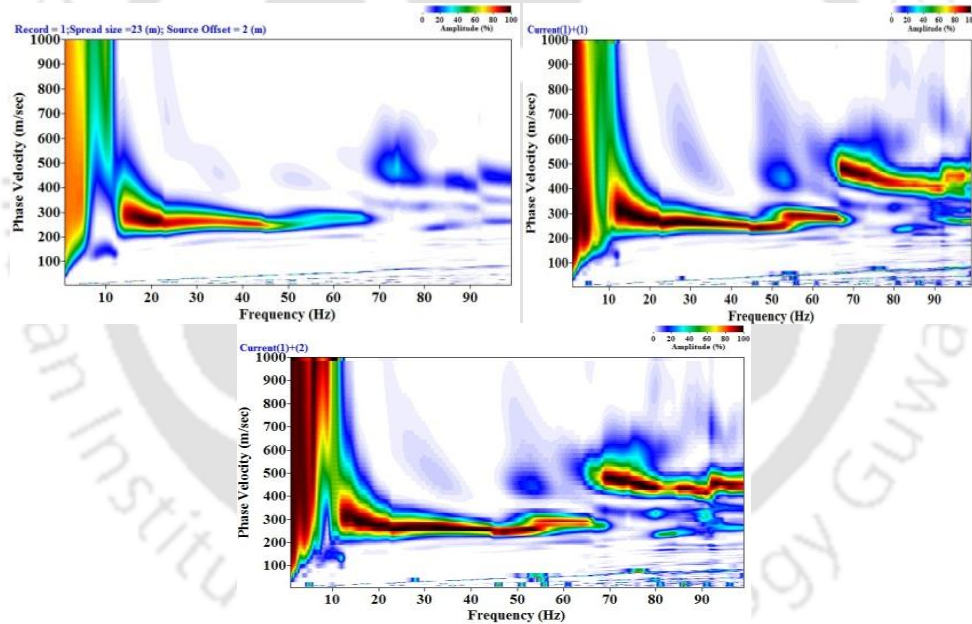 0 20 40 60 80 100
Amplitude (%)
Record = 1;Spread size =23 (m); Source Offset = 2 (m)
1000
900
800
700
600
500
400
300
200
100
Phase Velocity (m/sec)
10 20 30 40 50 60 70 80 90
Frequency (Hz)
0 20 40 60 80 100
Amplitude (%)
Current(1)+(1)
1000
900
800
700
600
500
400
300
200
100
Phase Velocity (m/sec)
10 20 30 40 50 60 70 80 90
Frequency (Hz)
0 20 40 60 80 100
Amplitude (%)
Current(1)+(2)
1000
900
800
700
600
500
400
300
200
100
Phase Velocity (m/sec)
10 20 30 40 50 60 70 80 90
Frequency (Hz)